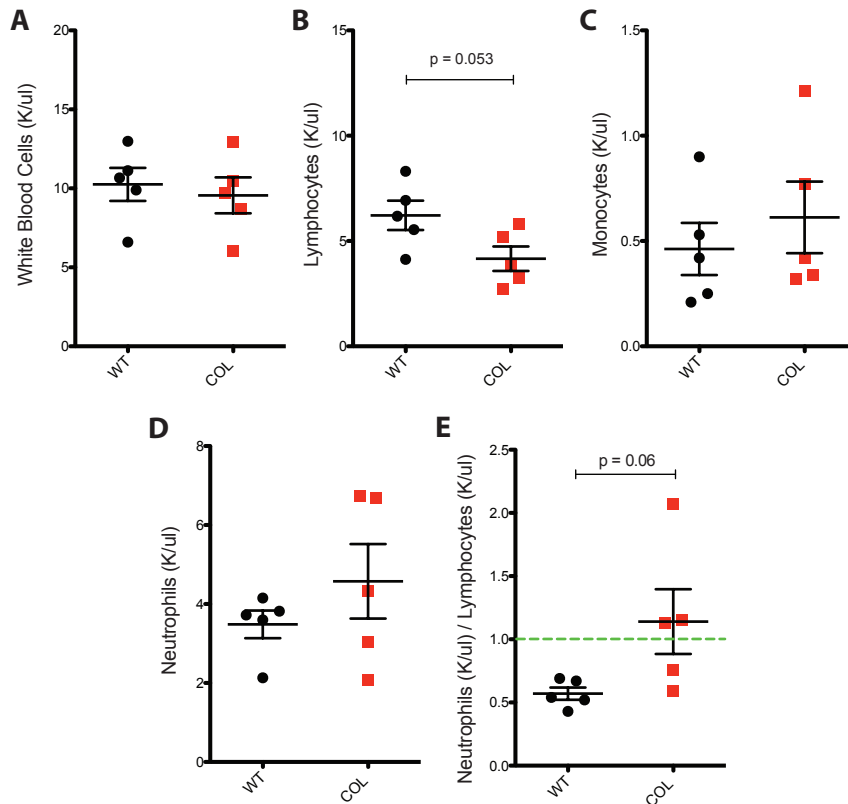 A
White Blood Cells (K/ul)
20
15
10
5
0
WT
COL
B
Lymphocytes (K/ul)
15
10
5
0
p = 0.053
WT
COL
C
Monocytes (K/ul)
1.5
1.0
0.5
0.0
WT
COL
D
Neutrophils (K/ul)
8
6
4
2
0
WT
COL
E
Neutrophils (K/ul) / Lymphocytes (K/ul)
2.5
2.0
1.5
1.0
0.5
0.0
p = 0.06
WT
COL